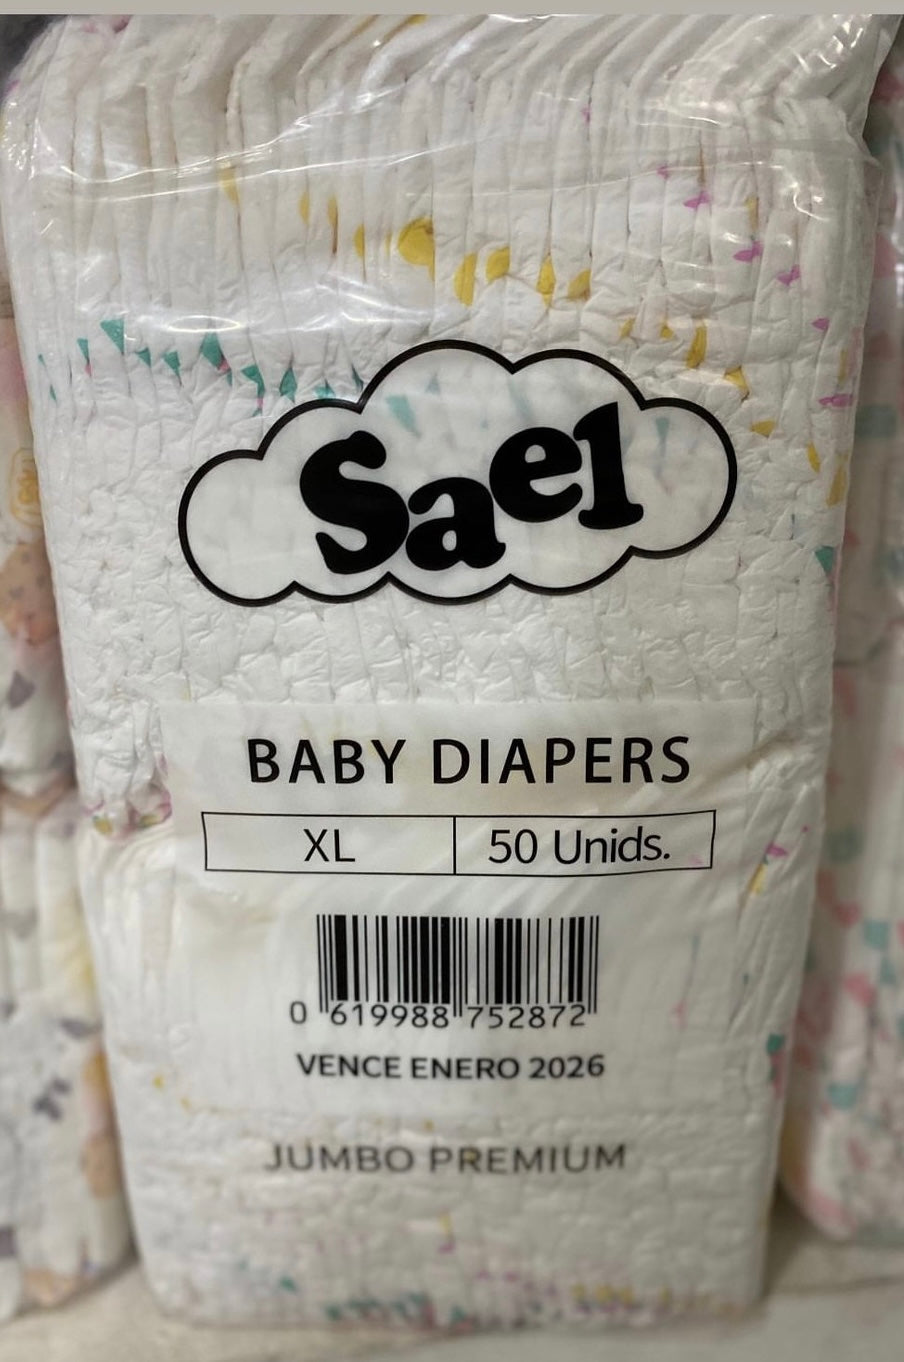 Sael
BABY DIAPERS
XL 50 Unids.
0 619988 752872
VENCE ENERO 2026
JUMBO PREMIUM